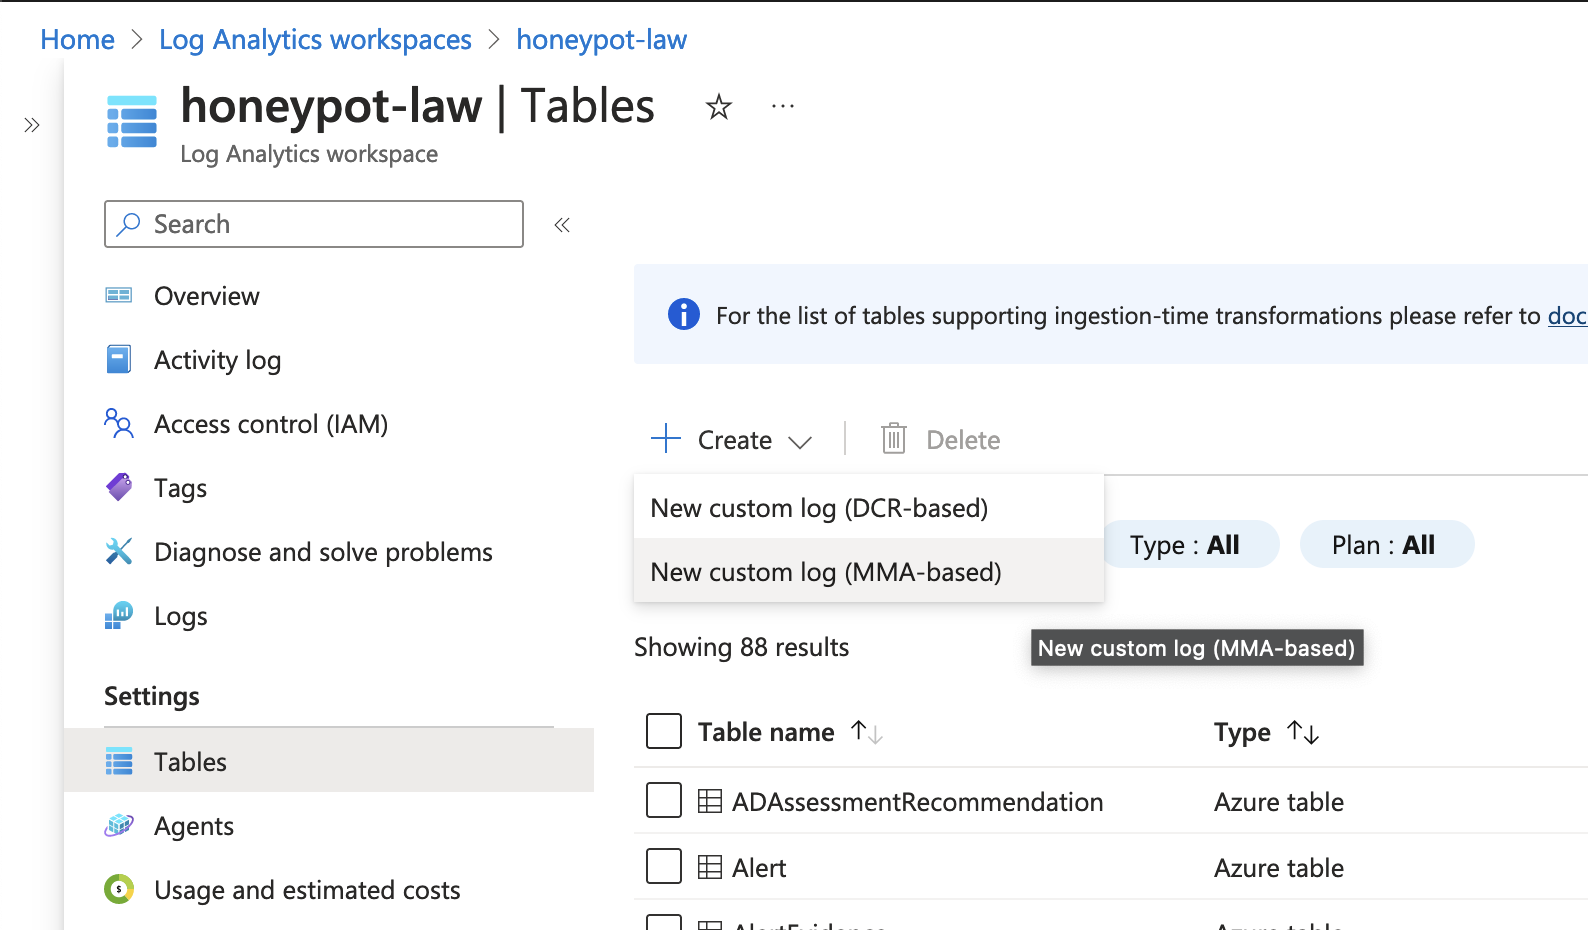 Home > Log Analytics workspaces > honeypot-law
honeypot-law | Tables
Log Analytics workspace
Search
Overview
Activity log
Access control (IAM)
Tags
Diagnose and solve problems
Logs
Settings
Tables
Agents
Usage and estimated costs
For the list of tables supporting ingestion-time transformations please refer to doc
Create
Delete
New custom log (DCR-based)
New custom log (MMA-based)
Type : All
Plan : All
Showing 88 results
New custom log (MMA-based)
Table name Type
ADAssessmentRecommendation Azure table
Alert Azure table